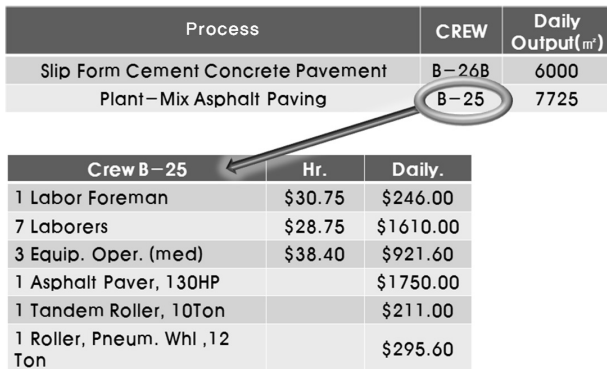 Process CREW Daily Output(㎡)
Slip Form Cement Concrete Pavement B-26B 6000
Plant-Mix Asphalt Paving B-25 7725
Crew B-25 Hr. Daily.
1 Labor Foreman $30.75 $246.00
7 Laborers $28.75 $1610.00
3 Equip. Oper. (med) $38.40 $921.60
1 Asphalt Paver, 130HP $1750.00
1 Tandem Roller, 10Ton $211.00
1 Roller, Pneum. Whl ,12
Ton $295.60